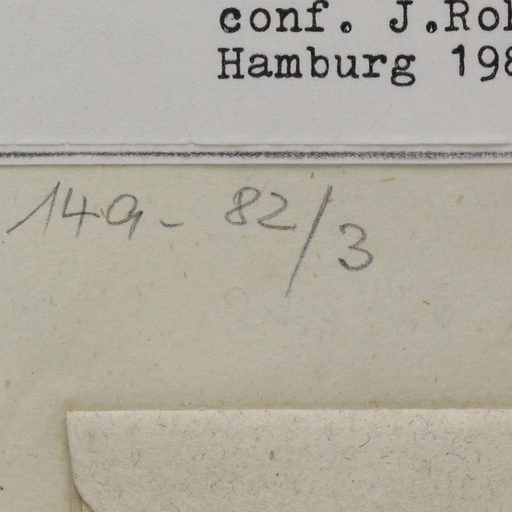 conf. J.Ro
Hamburg 198
149- 82/3